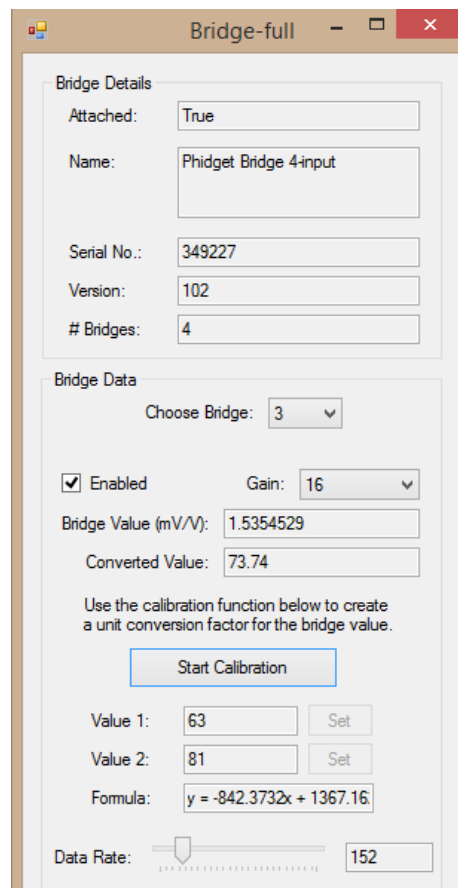 Bridge-full
Bridge Details
Attached: True
Name: Phidget Bridge 4-input
Serial No.: 349227
Version: 102
# Bridges: 4
Bridge Data
Choose Bridge: 3
Enabled Gain: 16
Bridge Value (mV/V): 1.5354529
Converted Value: 73.74
Use the calibration function below to create
a unit conversion factor for the bridge value.
Start Calibration
Value 1: 63 Set
Value 2: 81 Set
Formula: y = -842.3732x + 1367.16
Data Rate: 152